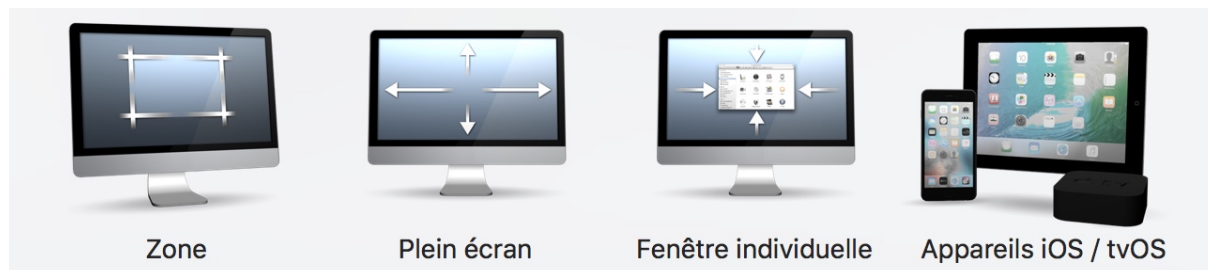 Zone
Plein écran
Fenêtre individuelle
Appareils iOS / tvOS